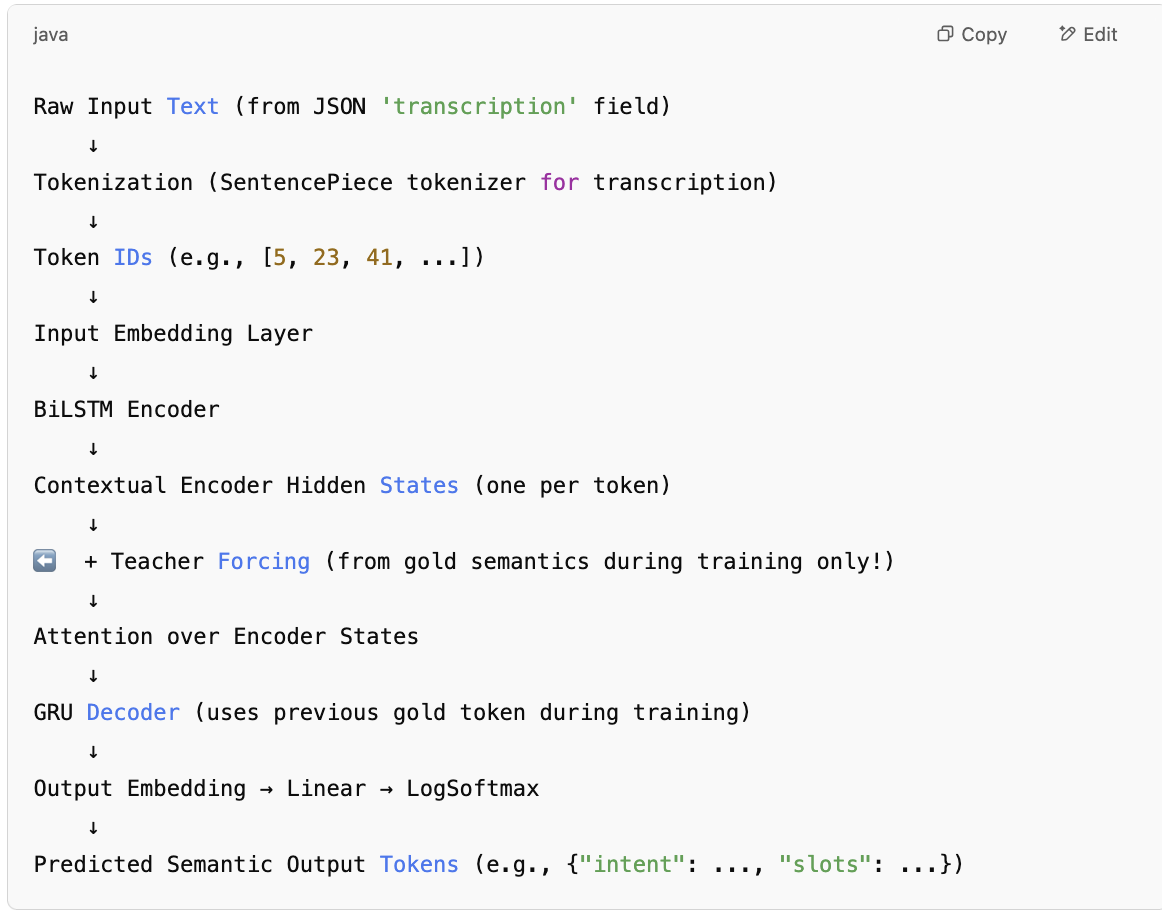 java
Copy
Edit
Raw Input Text (from JSON 'transcription' field)
↓
Tokenization (SentencePiece tokenizer for transcription)
↓
Token IDs (e.g., [5, 23, 41, ...])
↓
Input Embedding Layer
↓
BiLSTM Encoder
↓
Contextual Encoder Hidden States (one per token)
↓
⬅️ + Teacher Forcing (from gold semantics during training only!)
↓
Attention over Encoder States
↓
GRU Decoder (uses previous gold token during training)
↓
Output Embedding → Linear → LogSoftmax
↓
Predicted Semantic Output Tokens (e.g., {"intent": ..., "slots": ...})